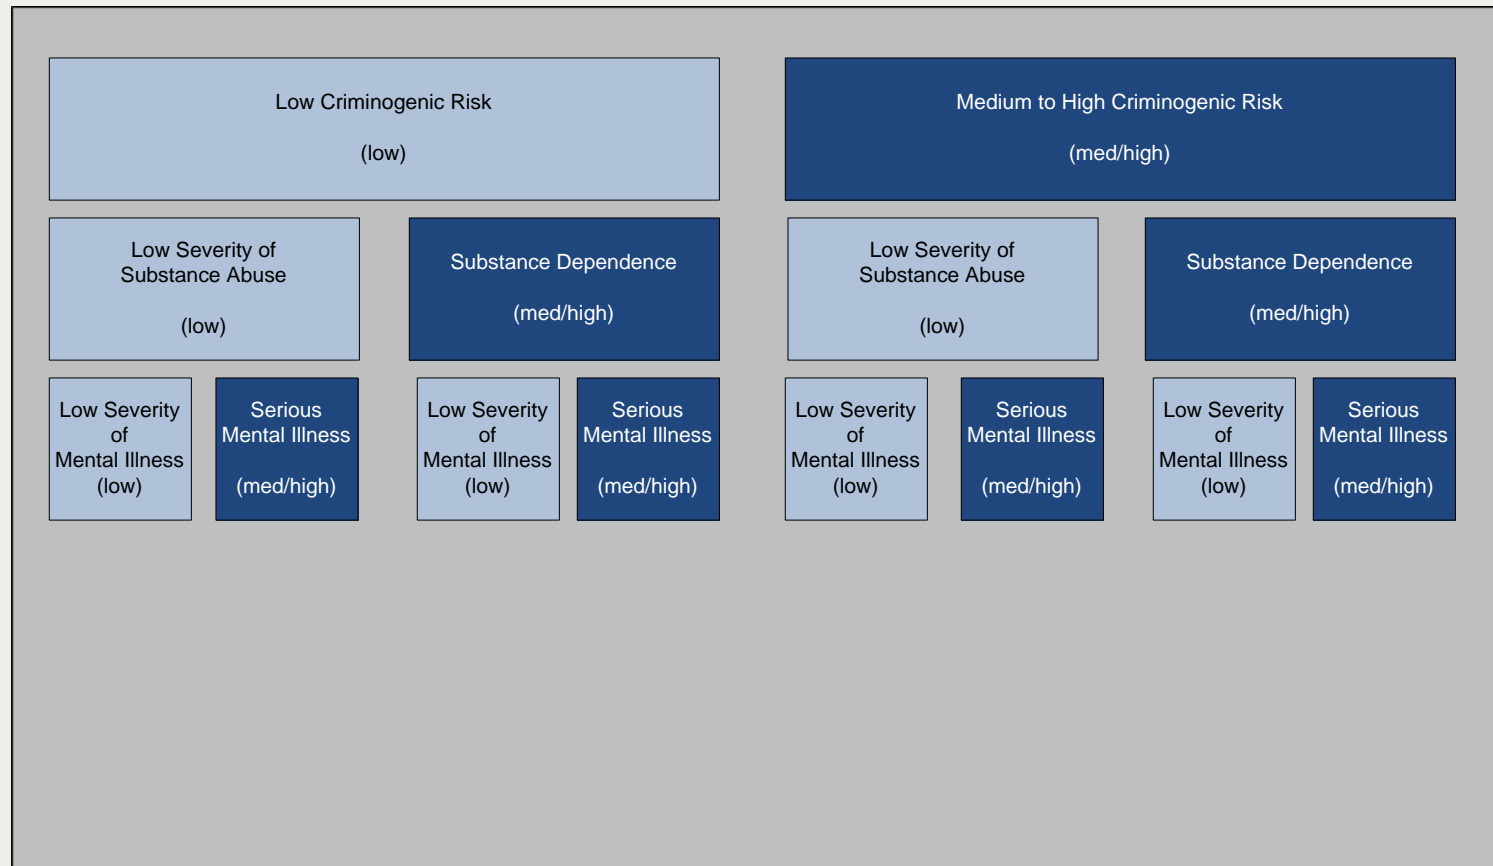 Low Criminogenic Risk
(low)
Medium to High Criminogenic Risk
(med/high)
Low Severity of
Substance Abuse
(low)
Substance Dependence
(med/high)
Low Severity of
Substance Abuse
(low)
Substance Dependence
(med/high)
Low Severity
of
Mental Illness
(low)
Serious
Mental Illness
(med/high)
Low Severity
of
Mental Illness
(low)
Serious
Mental Illness
(med/high)
Low Severity
of
Mental Illness
(low)
Serious
Mental Illness
(med/high)
Low Severity
of
Mental Illness
(low)
Serious
Mental Illness
(med/high)